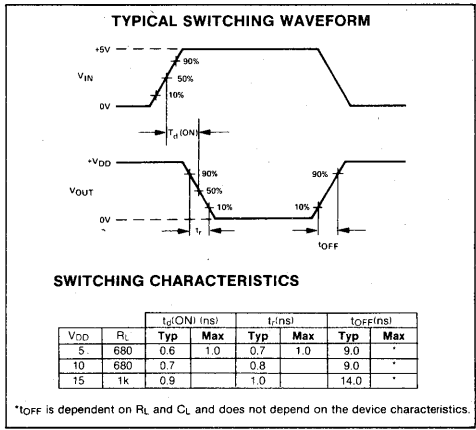 TYPICAL SWITCHING WAVEFORM
+5V
90%
VIN
50%
10%
0V
Td (ON)
+VDD
90%
90%
VOUT
50%
10%
10%
0V
tr
tOFF
SWITCHING CHARACTERISTICS
td(ON) (ns) tr(ns) tOFF(ns)
VDD RL Typ Max Typ Max Typ Max
5 680 0.6 1.0 0.7 1.0 9.0 *
10 680 0.7 0.8 9.0 *
15 1k 0.9 1.0 14.0 *
*tOFF is dependent on RL and CL and does not depend on the device characteristics.